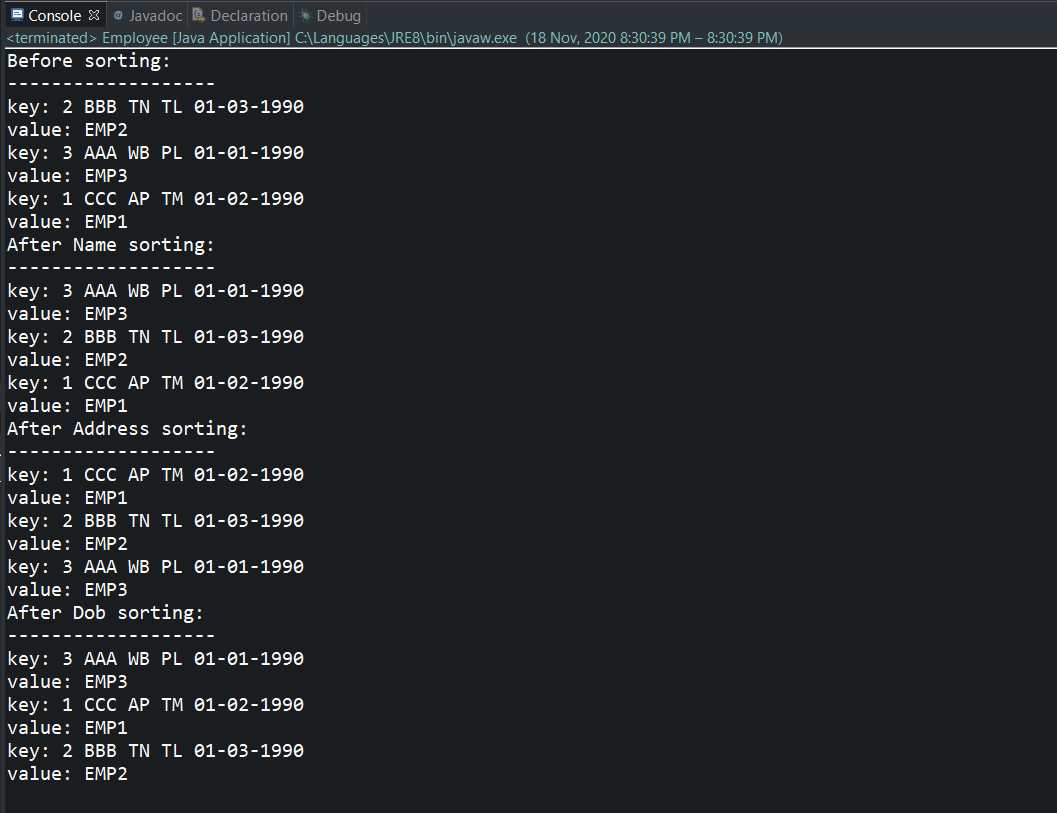 Console Javadoc Declaration Debug
<terminated> Employee [Java Application] C:\Languages\JRE8\bin\javaw.exe (18 Nov, 2020 8:30:39 PM – 8:30:39 PM)
Before sorting:
-------------------
key: 2 BBB TN TL 01-03-1990
value: EMP2
key: 3 AAA WB PL 01-01-1990
value: EMP3
key: 1 CCC AP TM 01-02-1990
value: EMP1
After Name sorting:
-------------------
key: 3 AAA WB PL 01-01-1990
value: EMP3
key: 2 BBB TN TL 01-03-1990
value: EMP2
key: 1 CCC AP TM 01-02-1990
value: EMP1
After Address sorting:
-------------------
key: 1 CCC AP TM 01-02-1990
value: EMP1
key: 2 BBB TN TL 01-03-1990
value: EMP2
key: 3 AAA WB PL 01-01-1990
value: EMP3
After Dob sorting:
-------------------
key: 3 AAA WB PL 01-01-1990
value: EMP3
key: 1 CCC AP TM 01-02-1990
value: EMP1
key: 2 BBB TN TL 01-03-1990
value: EMP2